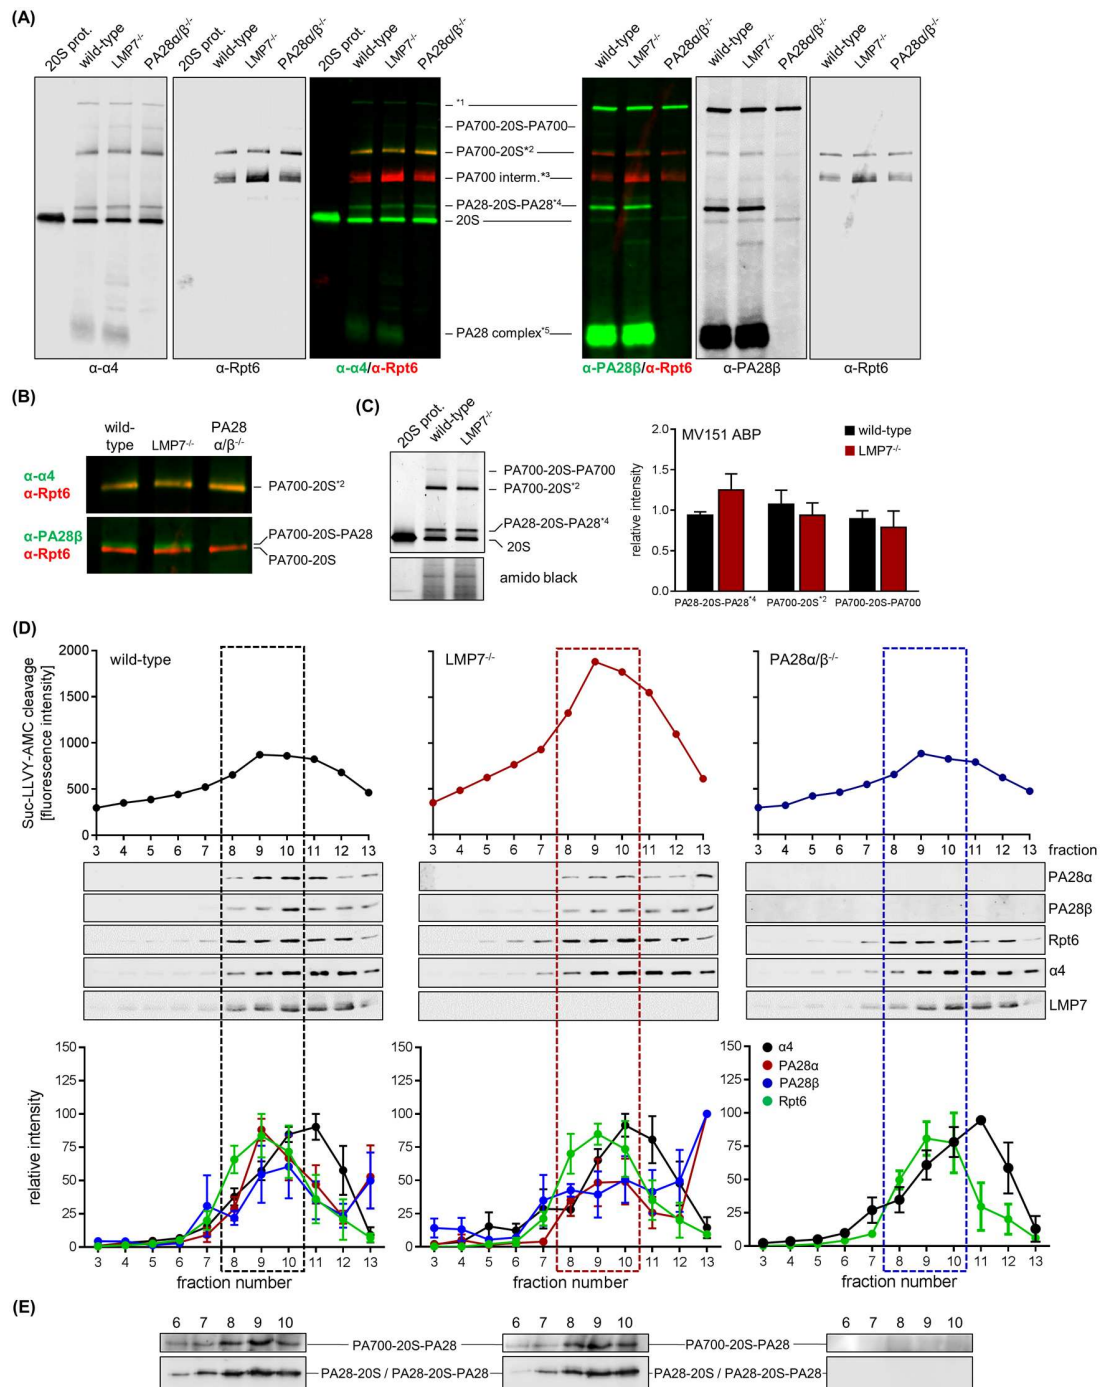 (A)
20S prot.
wild-type
LMP7-/-
PA28α/β-/-
20S prot.
wild-type
LMP7-/-
PA28α/β-/-
20S prot.
wild-type
LMP7-/-
PA28α/β-/-
wild-type
LMP7-/-
PA28α/β-/-
wild-type
LMP7-/-
PA28α/β-/-
wild-type
LMP7-/-
PA28α/β-/-
*1
PA700-20S-PA700
PA700-20S*2
PA700 interm.*3
PA28-20S-PA28*4
20S
PA28 complex*5
α-α4
α-Rpt6
α-α4/α-Rpt6
α-PA28β/α-Rpt6
α-PA28β
α-Rpt6
(B)
wild-
type
LMP7-/-
PA28
α/β-/-
α-α4
α-Rpt6
PA700-20S*2
α-PA28β
α-Rpt6
PA700-20S-PA28
PA700-20S
(C)
20S prot.
wild-type
LMP7-/-
PA700-20S-PA700
PA700-20S*2
PA28-20S-PA28*4
20S
amido black
MV151 ABP
wild-type
LMP7-/-
relative intensity
2.0
1.5
1.0
0.5
0.0
PA28-20S-PA28*4 PA700-20S*2 PA700-20S-PA700
(D)
Suc-LLVY-AMC cleavage
[fluorescence intensity]
2000
1000
500
0
wild-type
LMP7-/-
PA28α/β-/-
3 4 5 6 7 8 9 10 11 12 13
3 4 5 6 7 8 9 10 11 12 13
3 4 5 6 7 8 9 10 11 12 13
fraction
PA28α
PA28β
Rpt6
α4
LMP7
relative intensity
150
125
100
75
50
25
0
3 4 5 6 7 8 9 10 11 12 13
fraction number
150
125
100
75
50
25
0
3 4 5 6 7 8 9 10 11 12 13
fraction number
150
125
100
75
50
25
0
3 4 5 6 7 8 9 10 11 12 13
fraction number
α4
PA28α
PA28β
Rpt6
(E)
6 7 8 9 10
6 7 8 9 10
6 7 8 9 10
PA700-20S-PA28
PA700-20S-PA28
PA28-20S / PA28-20S-PA28
PA28-20S / PA28-20S-PA28